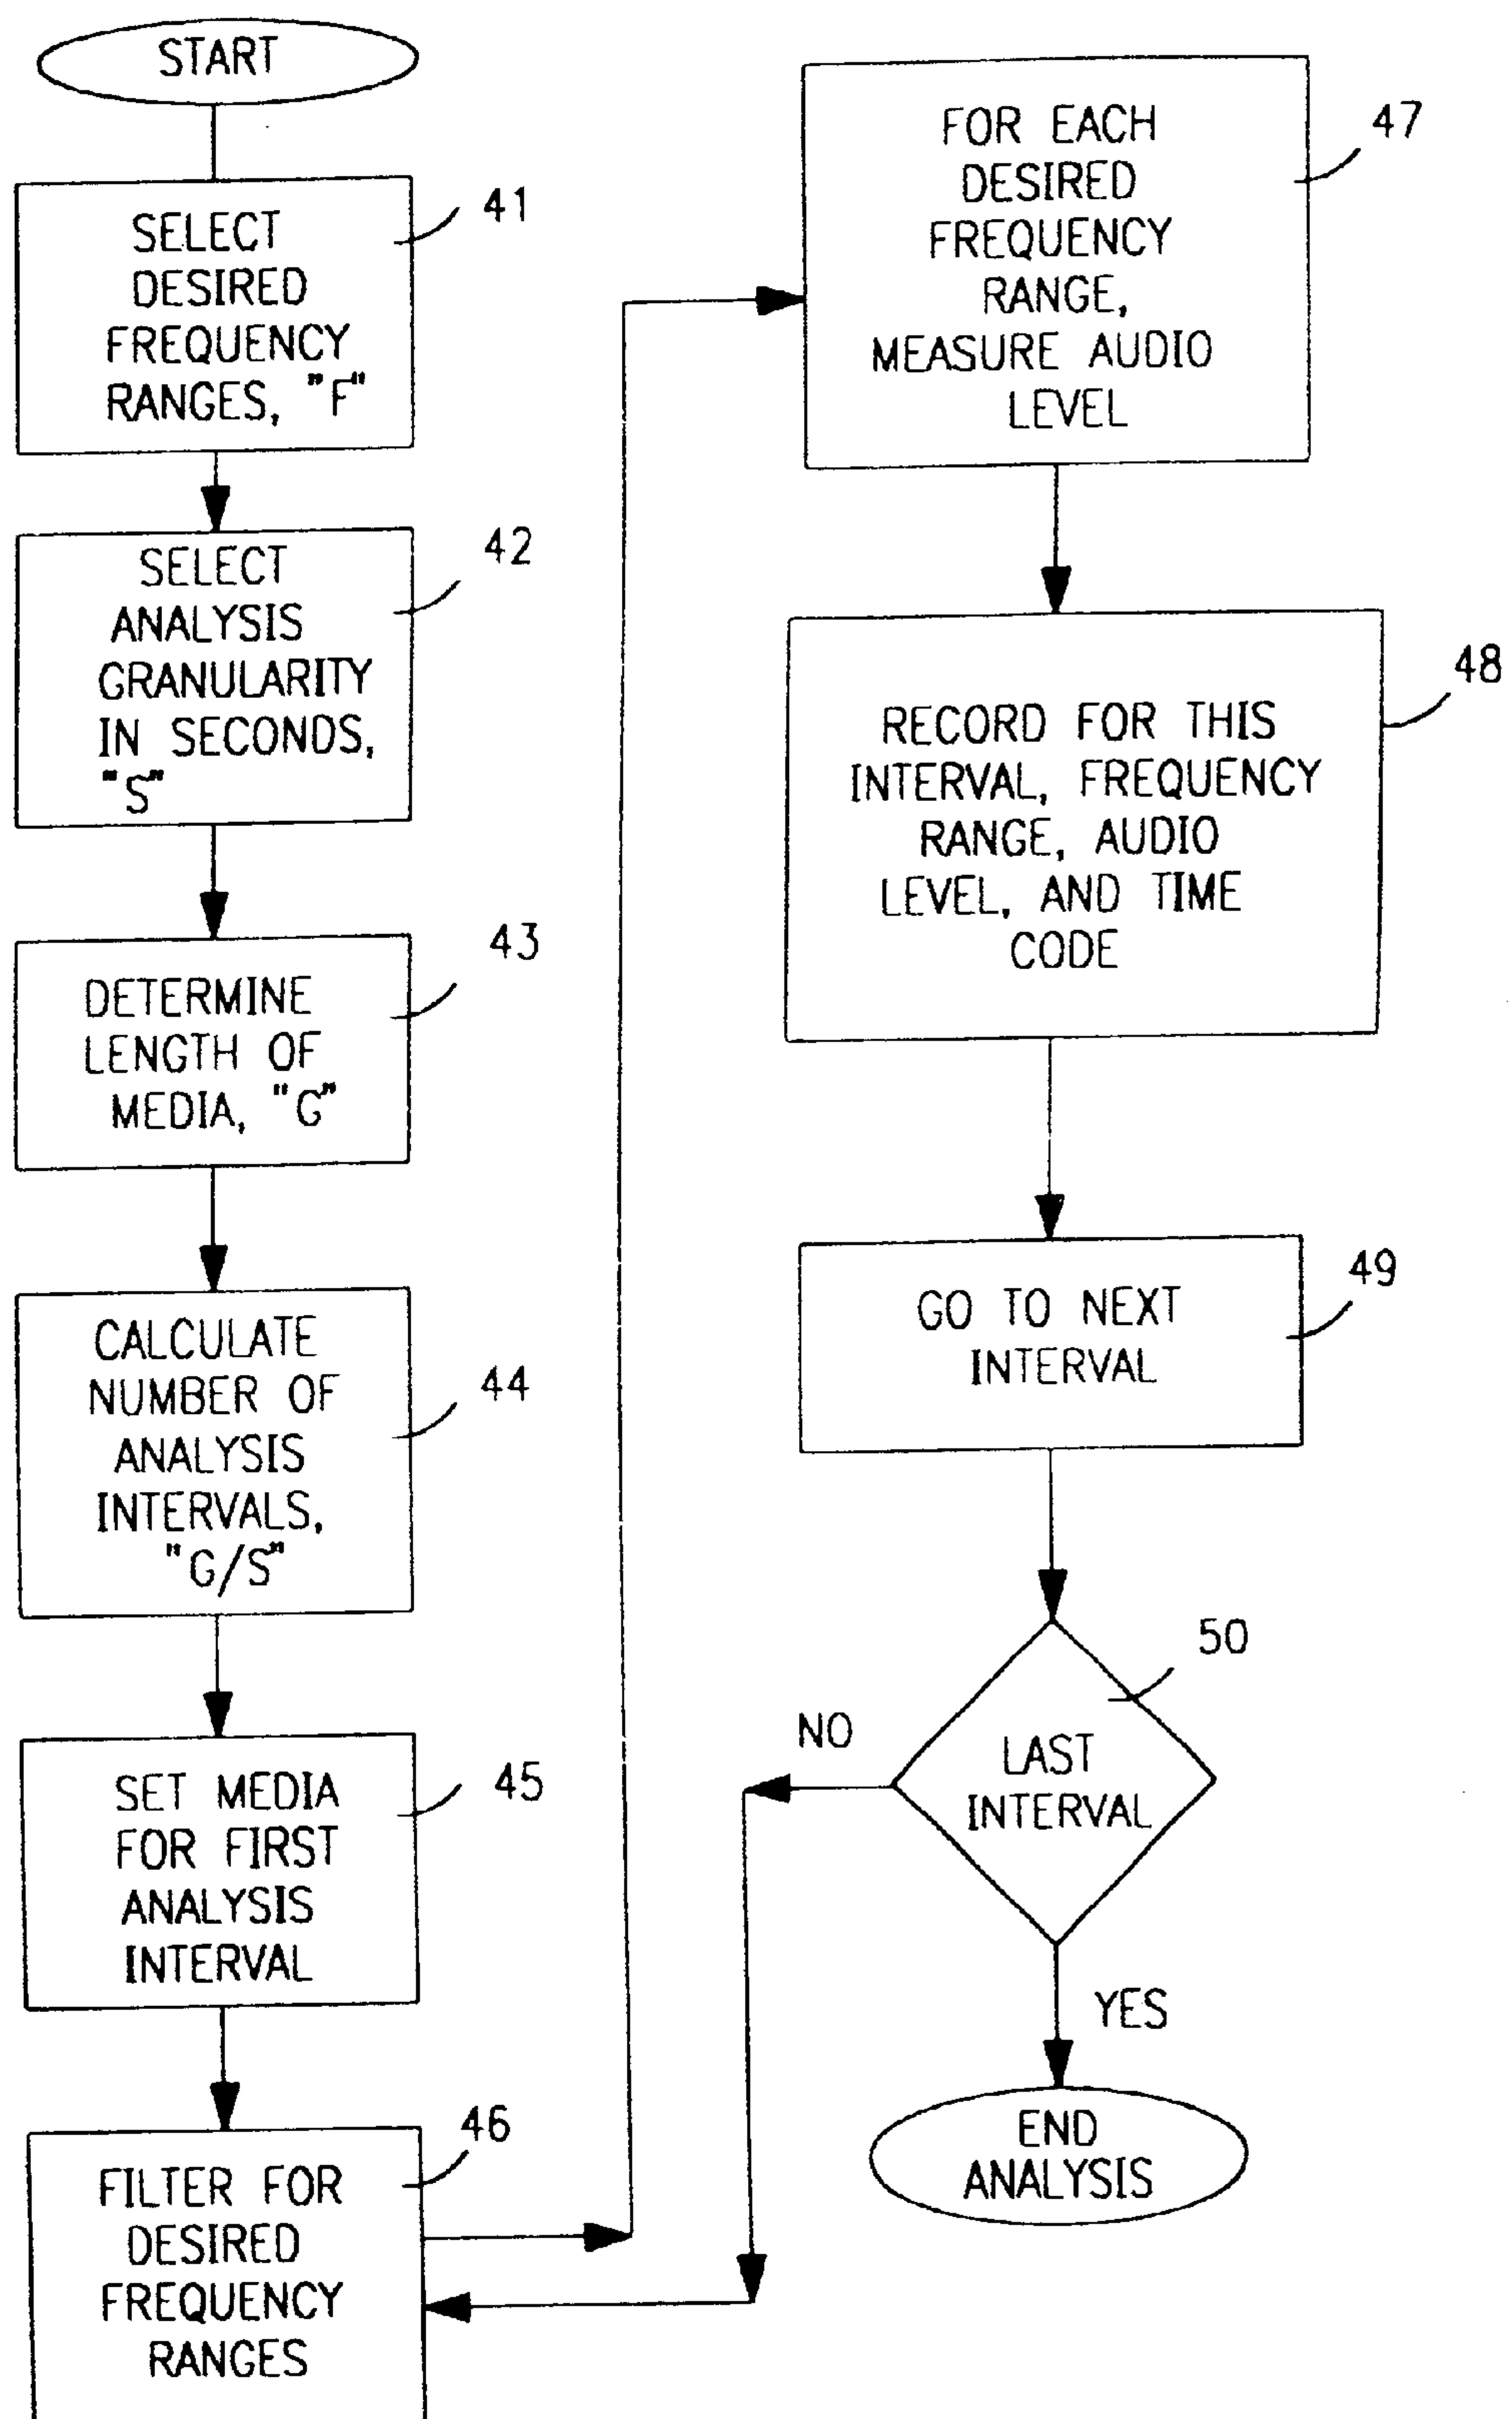 START
SELECT
DESIRED
FREQUENCY
RANGES, "F"
41
SELECT
ANALYSIS
GRANULARITY
IN SECONDS,
"S"
42
DETERMINE
LENGTH OF
MEDIA, "G"
43
CALCULATE
NUMBER OF
ANALYSIS
INTERVALS,
"G/S"
44
SET MEDIA
FOR FIRST
ANALYSIS
INTERVAL
45
FILTER FOR
DESIRED
FREQUENCY
RANGES
46
FOR EACH
DESIRED
FREQUENCY
RANGE,
MEASURE AUDIO
LEVEL
47
RECORD FOR THIS
INTERVAL, FREQUENCY
RANGE, AUDIO
LEVEL, AND TIME
CODE
48
GO TO NEXT
INTERVAL
49
LAST
INTERVAL
50
NO
YES
END
ANALYSIS